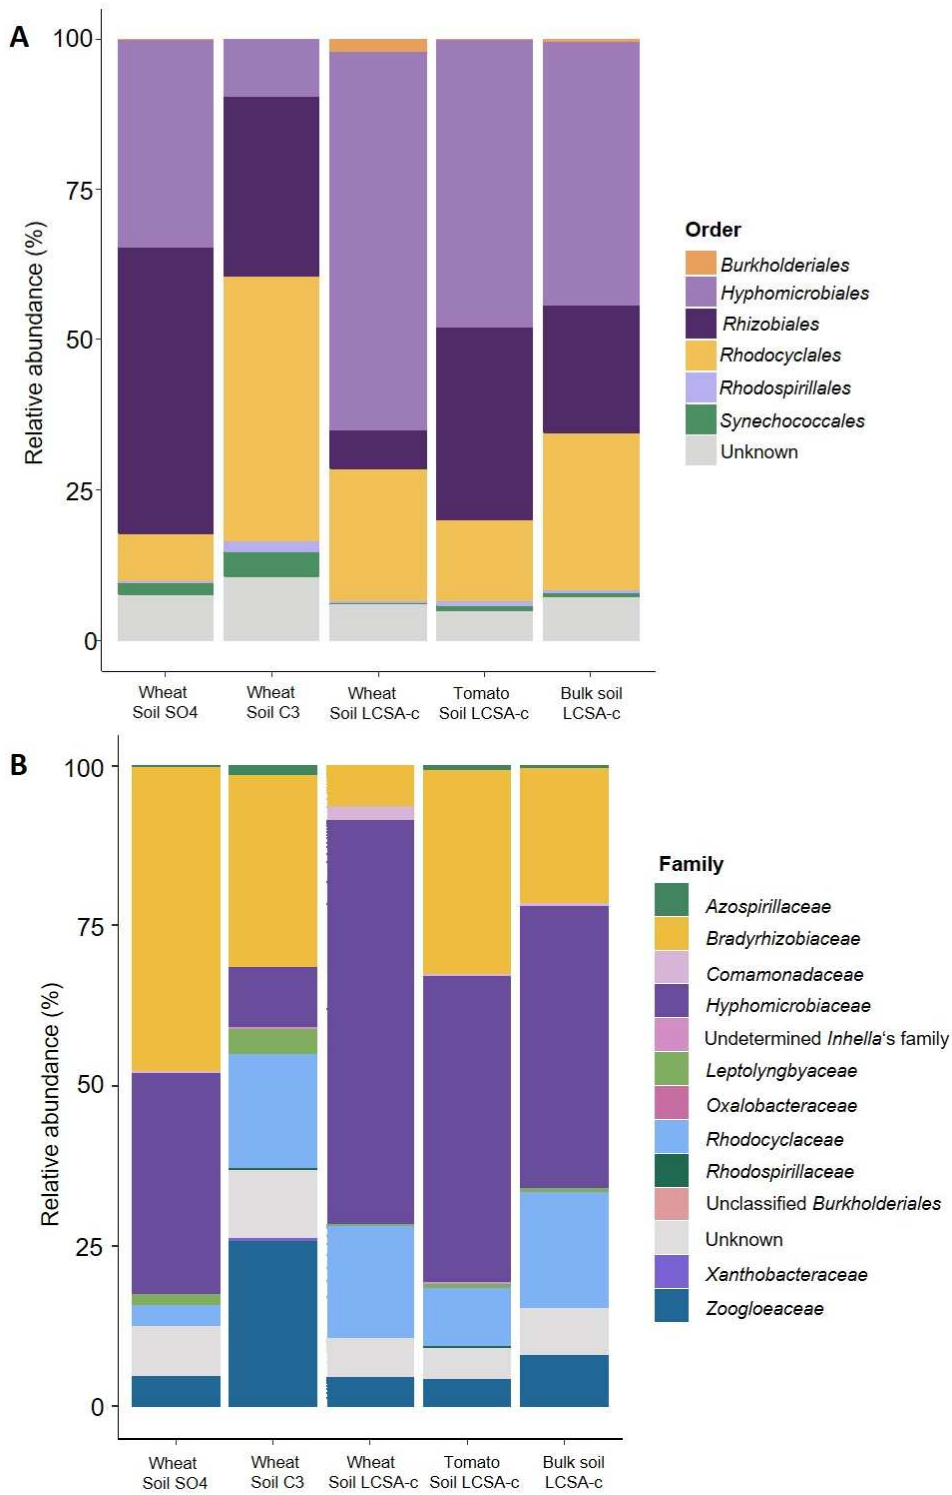 A
Relative abundance (%)
100
75
50
25
0
Wheat Soil SO4
Wheat Soil C3
Wheat Soil LCSA-c
Tomato Soil LCSA-c
Bulk soil LCSA-c
Order
Burkholderiales
Hyphomicrobiales
Rhizobiales
Rhodocyclales
Rhodospirillales
Synechococcales
Unknown
B
Relative abundance (%)
100
75
50
25
0
Wheat Soil SO4
Wheat Soil C3
Wheat Soil LCSA-c
Tomato Soil LCSA-c
Bulk soil LCSA-c
Family
Azospirillaceae
Bradyrhizobiaceae
Comamonadaceae
Hyphomicrobiaceae
Undetermined Inhella‘s family
Leptolyngbyaceae
Oxalobacteraceae
Rhodocyclaceae
Rhodospirillaceae
Unclassified Burkholderiales
Unknown
Xanthobacteraceae
Zoogloeaceae